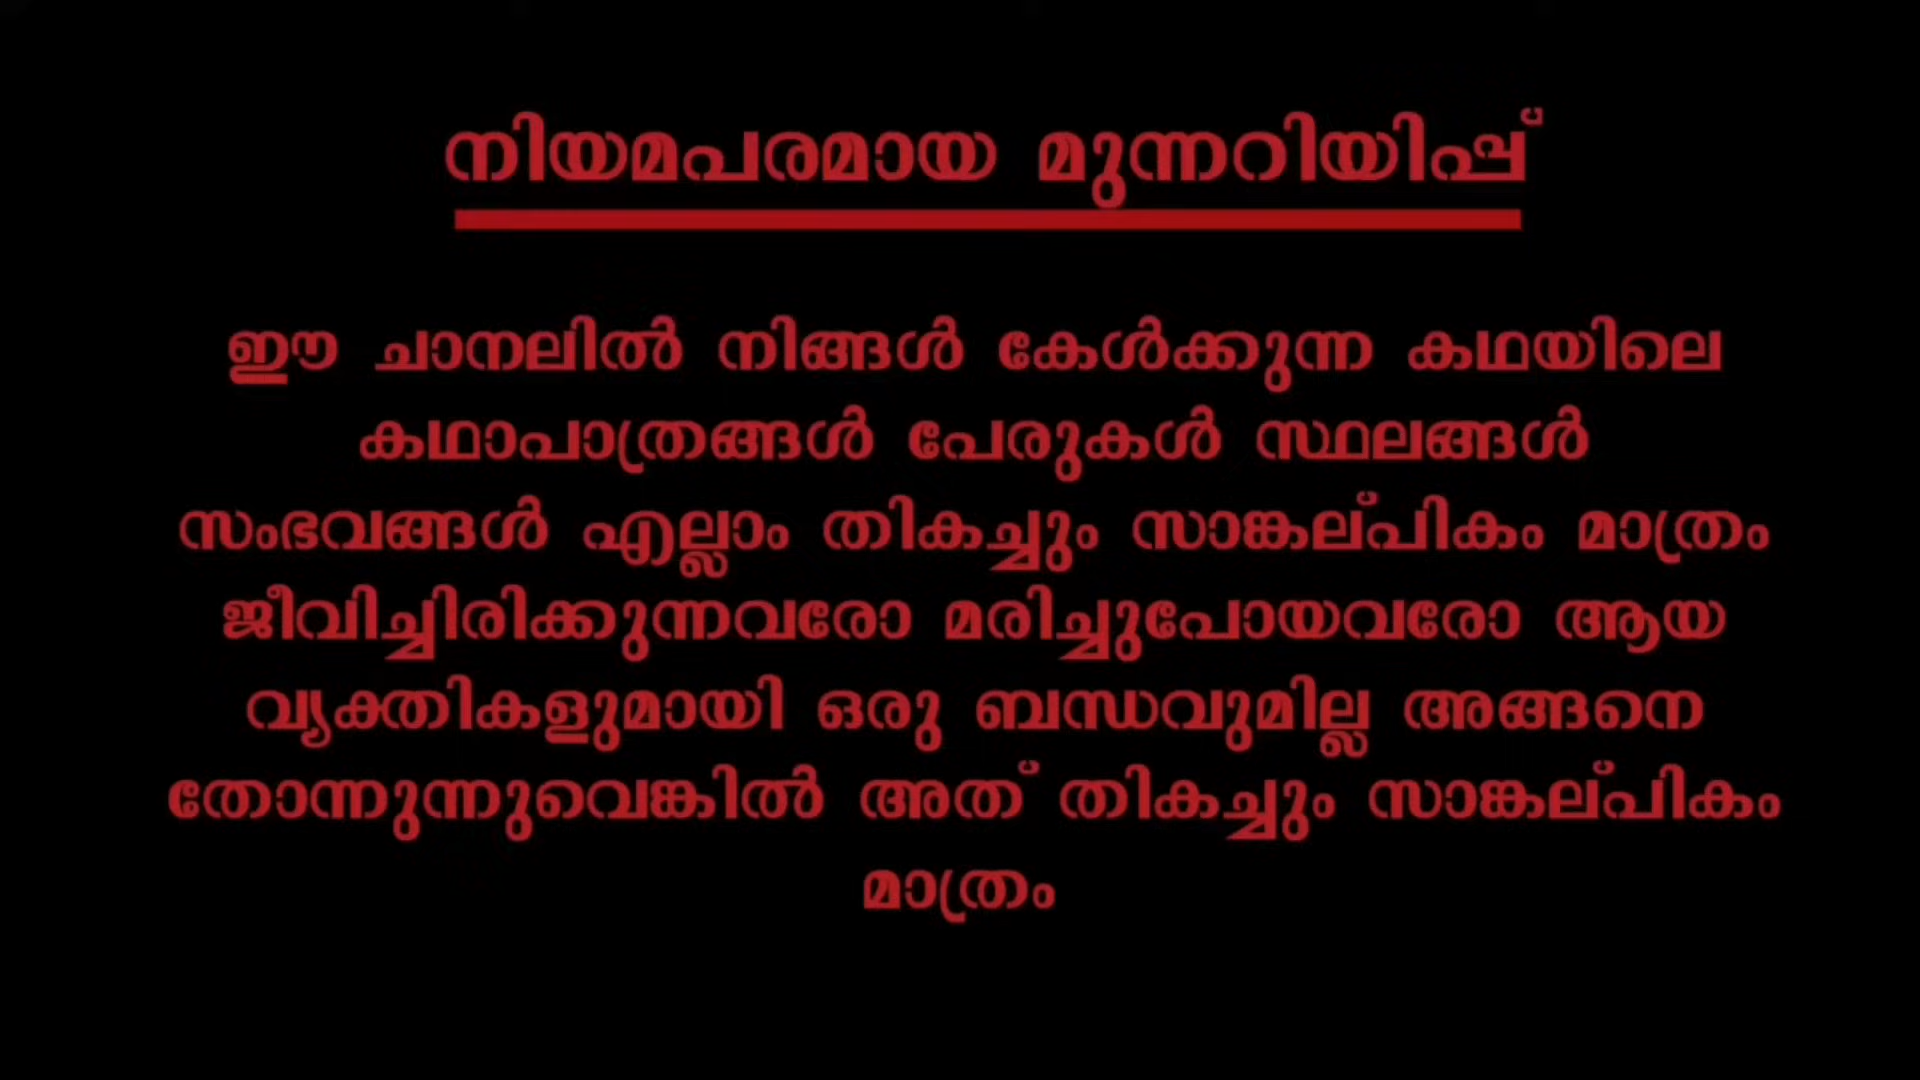 നിയമപരമായ മുന്നറിയിപ്പ്
ഈ ചാനലിൽ നിങ്ങൾ കേൾക്കുന്ന കഥയിലെ
കഥാപാത്രങ്ങൾ പേരുകൾ സ്ഥലങ്ങൾ
സംഭവങ്ങൾ എല്ലാം തികച്ചും സാങ്കല്പികം മാത്രം
ജീവിച്ചിരിക്കുന്നവരോ മരിച്ചുപോയവരോ ആയ
വ്യക്തികളുമായി ഒരു ബന്ധവുമില്ല അങ്ങനെ
തോന്നുന്നുവെങ്കിൽ അത് തികച്ചും സാങ്കല്പികം
മാത്രം